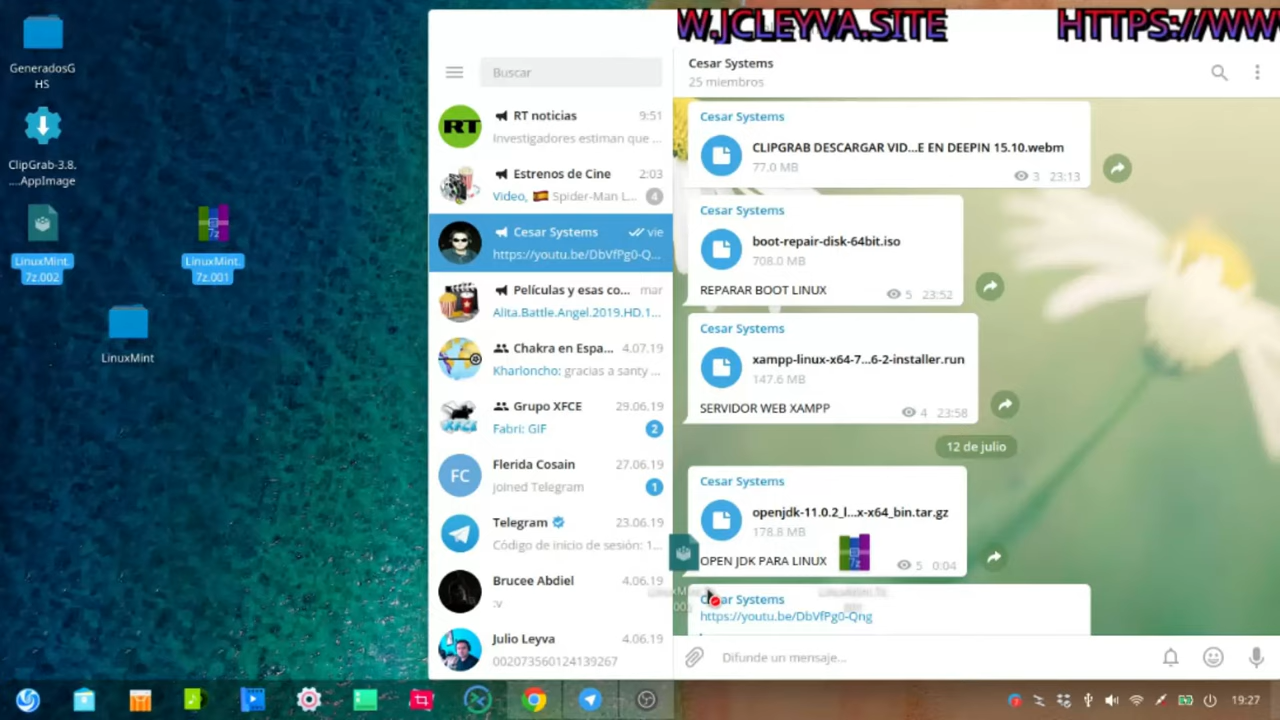 W.JCLEYVA.SITE
HTTPS://WW
GeneradosG
HS
ClipGrab-3.8.
....AppImage
LinuxMint.
7z.002
LinuxMint.
7z.001
LinuxMint
Buscar
RT noticias 9:51
Investigadores estiman que ...
Estrenos de Cine 2:03
Video, Spider-Man L... 4
Cesar Systems vie
https://youtu.be/DbVfPg0-Q...
Películas y esas co... mar
Alita.Battle.Angel.2019.HD.1...
Chakra en Espa... 4.07.19
Kharloncho: gracias a santy ...
Grupo XFCE 29.06.19
Fabri: GIF 2
FC
Flerida Cosain 27.06.19
joined Telegram 1
Telegram 23.06.19
Código de inicio de sesión: 1...
Brucee Abdiel 4.06.19
:v
Julio Leyva 4.06.19
002073560124139267
Cesar Systems
25 miembros
Cesar Systems
CLIPGRAB DESCARGAR VID...E EN DEEPIN 15.10.webm
77.0 MB
3 23:13
Cesar Systems
boot-repair-disk-64bit.iso
708.0 MB
REPARAR BOOT LINUX 5 23:52
Cesar Systems
xampp-linux-x64-7...6-2-installer.run
147.6 MB
SERVIDOR WEB XAMPP 4 23:58
12 de julio
Cesar Systems
openjdk-11.0.2_l...x-x64_bin.tar.gz
178.8 MB
OPEN JDK PARA LINUX 5 0:04
Cesar Systems
https://youtu.be/DbVfPg0-Qng
Difunde un mensaje...
19:27